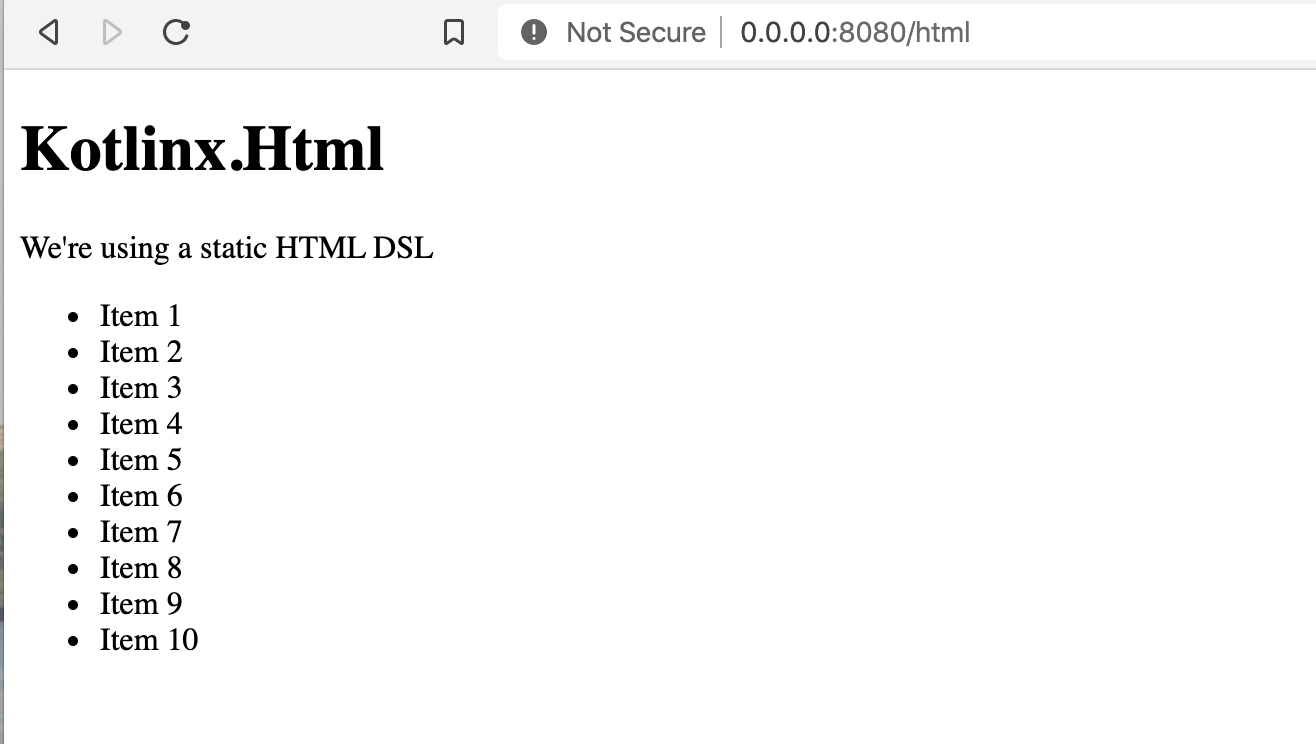 Not Secure | 0.0.0.0:8080/html
Kotlinx.Html
We're using a static HTML DSL
• Item 1
• Item 2
• Item 3
• Item 4
• Item 5
• Item 6
• Item 7
• Item 8
• Item 9
• Item 10